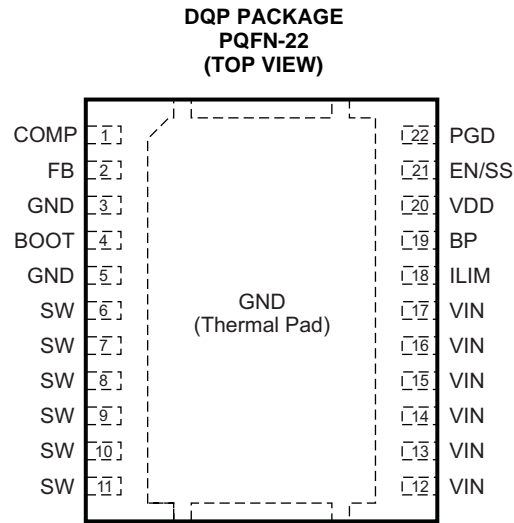 DQP PACKAGE
PQFN-22
(TOP VIEW)
COMP 1 22 PGD
FB 2 21 EN/SS
GND 3 20 VDD
BOOT 4 19 BP
GND 5 18 ILIM
SW 6 17 VIN
GND
(Thermal Pad)
SW 7 16 VIN
SW 8 15 VIN
SW 9 14 VIN
SW 10 13 VIN
SW 11 12 VIN